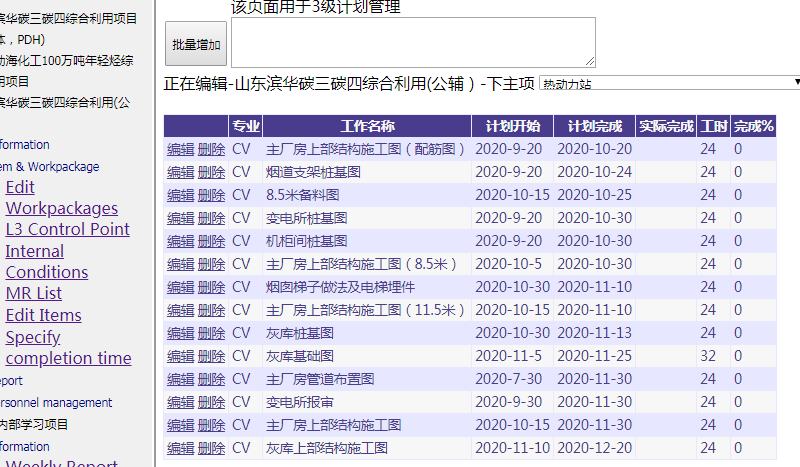 滨华碳三碳四综合利用项目
体，PDH)
勃海化工100万吨年轻烃综
用项目
滨华碳三碳四综合利用(公
formation
em & Workpackage
Edit
Workpackages
L3 Control Point
Internal
Conditions
MR List
Edit Items
Specify
completion time
eport
ersonnel management
内部学习项目
formation
Weekly Report
该页面用于3级计划管理
批量增加
正在编辑-山东滨华碳三碳四综合利用(公辅）-下主项 热动力站
专业 工作名称 计划开始 计划完成 实际完成 工时 完成%
编辑 删除 CV 主厂房上部结构施工图（配筋图） 2020-9-20 2020-10-20 24 0
编辑 删除 CV 烟道支架桩基图 2020-9-20 2020-10-24 24 0
编辑 删除 CV 8.5米备料图 2020-10-15 2020-10-25 24 0
编辑 删除 CV 变电所桩基图 2020-9-20 2020-10-30 24 0
编辑 删除 CV 机柜间桩基图 2020-9-20 2020-10-30 24 0
编辑 删除 CV 主厂房上部结构施工图（8.5米） 2020-10-5 2020-10-30 24 0
编辑 删除 CV 烟囱梯子做法及电梯埋件 2020-10-30 2020-11-10 24 0
编辑 删除 CV 主厂房上部结构施工图（11.5米） 2020-10-15 2020-11-10 24 0
编辑 删除 CV 灰库桩基图 2020-10-30 2020-11-13 24 0
编辑 删除 CV 灰库基础图 2020-11-5 2020-11-25 32 0
编辑 删除 CV 主厂房管道布置图 2020-7-30 2020-11-30 24 0
编辑 删除 CV 变电所报审 2020-9-30 2020-11-30 24 0
编辑 删除 CV 主厂房上部结构施工图 2020-10-15 2020-11-30 24 0
编辑 删除 CV 灰库上部结构施工图 2020-11-10 2020-12-20 24 0